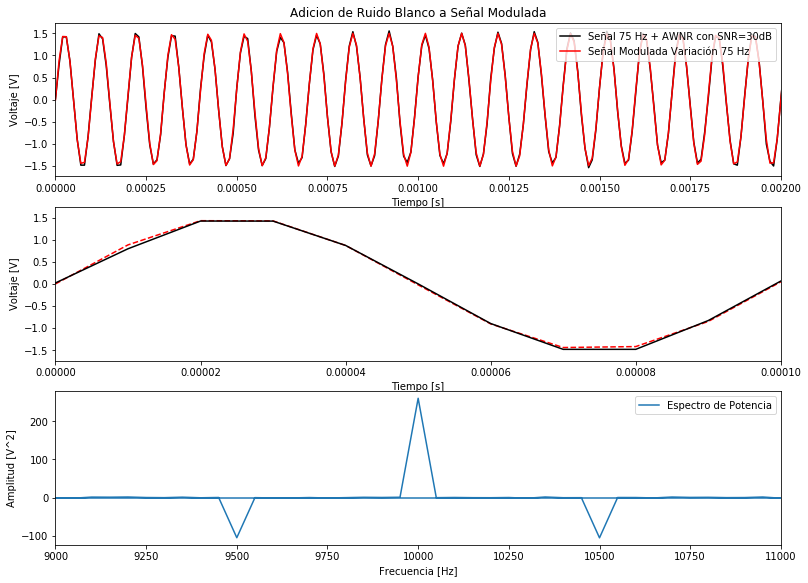 Adicion de Ruido Blanco a Señal Modulada
Voltaje [V]
1.5
1.0
0.5
0.0
−0.5
−1.0
−1.5
Señal 75 Hz + AWNR con SNR=30dB
Señal Modulada Variación 75 Hz
0.00000 0.00025 0.00050 0.00075 0.00100 0.00125 0.00150 0.00175 0.00200
Tiempo [s]
Voltaje [V]
1.5
1.0
0.5
0.0
−0.5
−1.0
−1.5
0.00000 0.00002 0.00004 0.00006 0.00008 0.00010
Tiempo [s]
Amplitud [V^2]
200
100
0
−100
Espectro de Potencia
9000 9250 9500 9750 10000 10250 10500 10750 11000
Frecuencia [Hz]